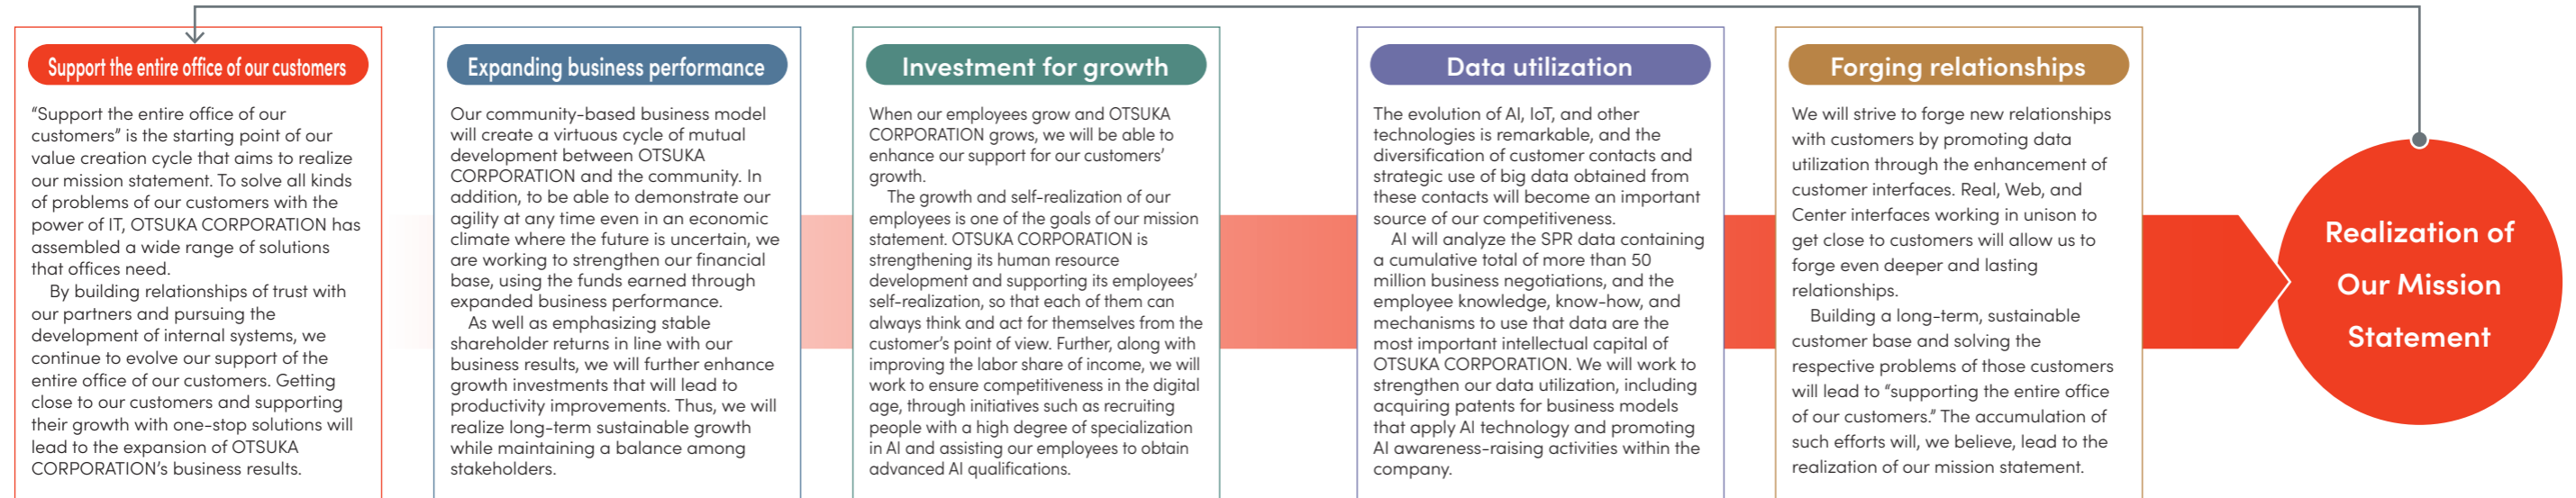 Support the entire office of our customers
“Support the entire office of our
customers” is the starting point of our
value creation cycle that aims to realize
our mission statement. To solve all kinds
of problems of our customers with the
power of IT, OTSUKA CORPORATION has
assembled a wide range of solutions
that offices need.
By building relationships of trust with
our partners and pursuing the
development of internal systems, we
continue to evolve our support of the
entire office of our customers. Getting
close to our customers and supporting
their growth with one-stop solutions will
lead to the expansion of OTSUKA
CORPORATION’s business results.
Expanding business performance
Our community-based business model
will create a virtuous cycle of mutual
development between OTSUKA
CORPORATION and the community. In
addition, to be able to demonstrate our
agility at any time even in an economic
climate where the future is uncertain, we
are working to strengthen our financial
base, using the funds earned through
expanded business performance.
As well as emphasizing stable
shareholder returns in line with our
business results, we will further enhance
growth investments that will lead to
productivity improvements. Thus, we will
realize long-term sustainable growth
while maintaining a balance among
stakeholders.
Investment for growth
When our employees grow and OTSUKA
CORPORATION grows, we will be able to
enhance our support for our customers’
growth.
The growth and self-realization of our
employees is one of the goals of our mission
statement. OTSUKA CORPORATION is
strengthening its human resource
development and supporting its employees’
self-realization, so that each of them can
always think and act for themselves from the
customer’s point of view. Further, along with
improving the labor share of income, we will
work to ensure competitiveness in the digital
age, through initiatives such as recruiting
people with a high degree of specialization
in AI and assisting our employees to obtain
advanced AI qualifications.
Data utilization
The evolution of AI, IoT, and other
technologies is remarkable, and the
diversification of customer contacts and
strategic use of big data obtained from
these contacts will become an important
source of our competitiveness.
AI will analyze the SPR data containing
a cumulative total of more than 50
million business negotiations, and the
employee knowledge, know-how, and
mechanisms to use that data are the
most important intellectual capital of
OTSUKA CORPORATION. We will work to
strengthen our data utilization, including
acquiring patents for business models
that apply AI technology and promoting
AI awareness-raising activities within the
company.
Forging relationships
We will strive to forge new relationships
with customers by promoting data
utilization through the enhancement of
customer interfaces. Real, Web, and
Center interfaces working in unison to
get close to customers will allow us to
forge even deeper and lasting
relationships.
Building a long-term, sustainable
customer base and solving the
respective problems of those customers
will lead to “supporting the entire office
of our customers.” The accumulation of
such efforts will, we believe, lead to the
realization of our mission statement.
Realization of
Our Mission
Statement